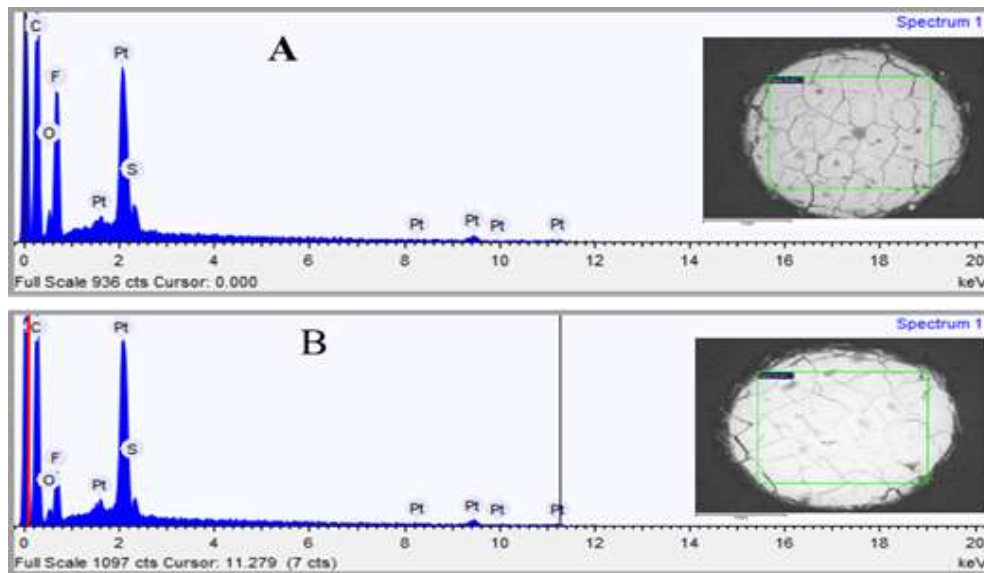 Spectrum 1
A
C
Pt
F
O
S
Pt
Pt
Pt
Pt
Pt
0 2 4 6 8 10 12 14 16 18 20
Full Scale 936 cts Cursor: 0.000
keV
Spectrum 1
B
C
Pt
F
S
O
Pt
Pt
Pt
Pt
Pt
0 2 4 6 8 10 12 14 16 18 20
Full Scale 1097 cts Cursor: 11.279 (7 cts)
keV